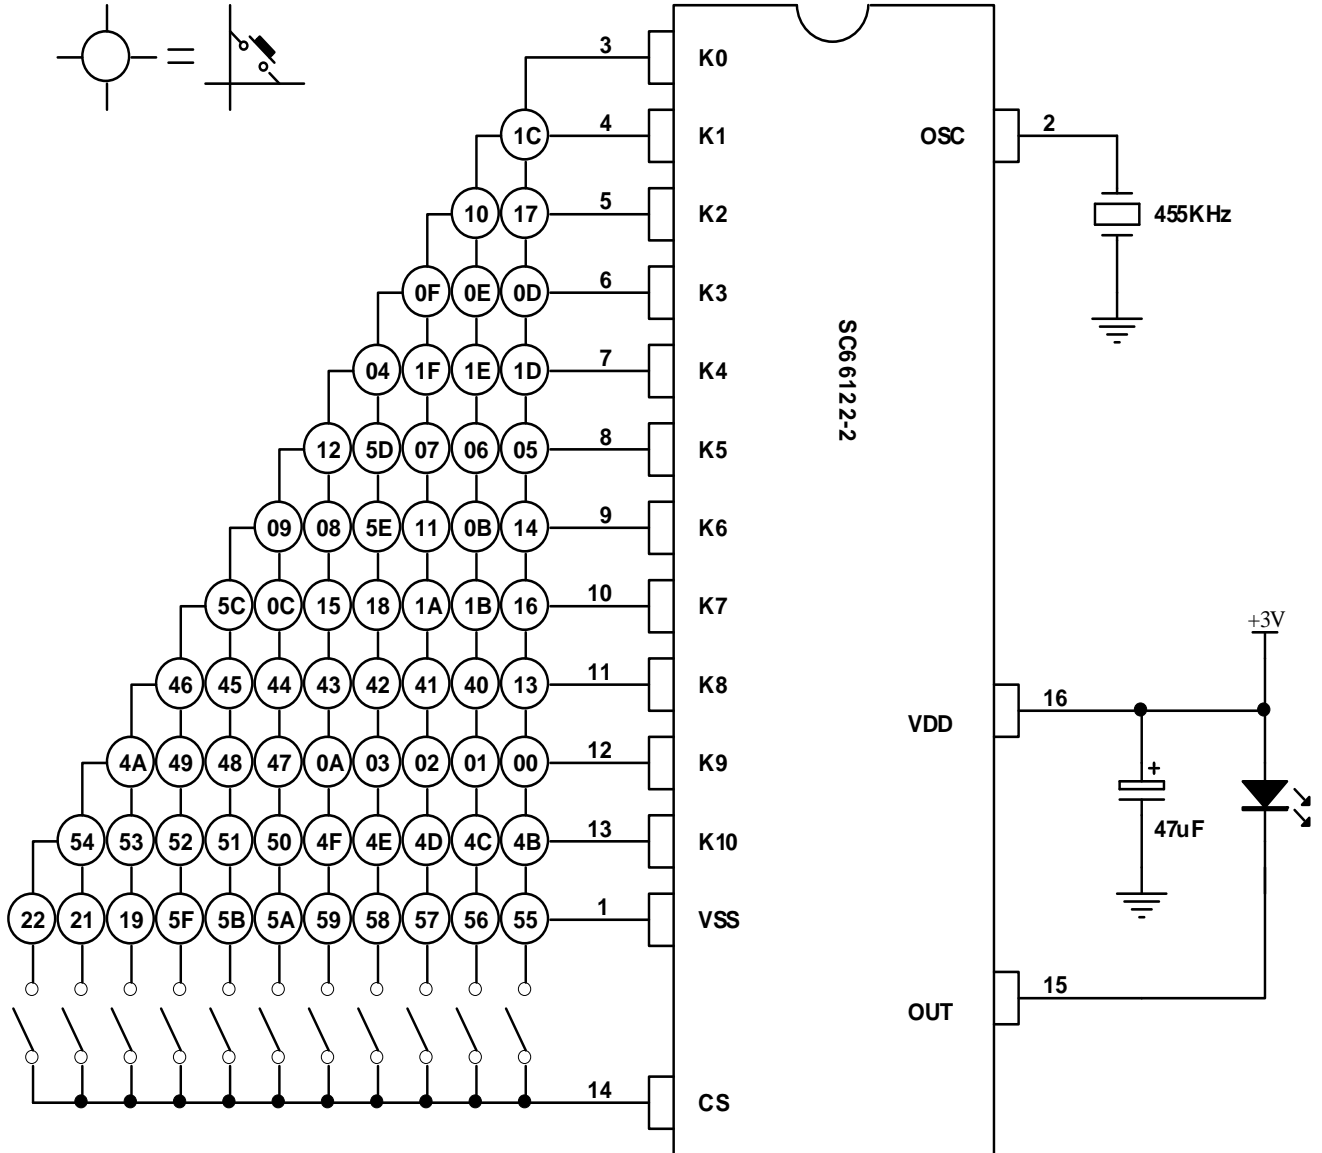 3 K0
1C 4 K1 OSC 2
10 17 5 K2 455KHz
0F 0E 0D 6 K3
04 1F 1E 1D 7 K4
SC66122-2
12 5D 07 06 05 8 K5
09 08 5E 11 0B 14 9 K6
5C 0C 15 18 1A 1B 16 10 K7
+3V
46 45 44 43 42 41 40 13 11 K8
VDD 16
4A 49 48 47 0A 03 02 01 00 12 K9
+
47uF
54 53 52 51 50 4F 4E 4D 4C 4B 13 K10
22 21 19 5F 5B 5A 59 58 57 56 55 1 VSS
OUT 15
14 CS